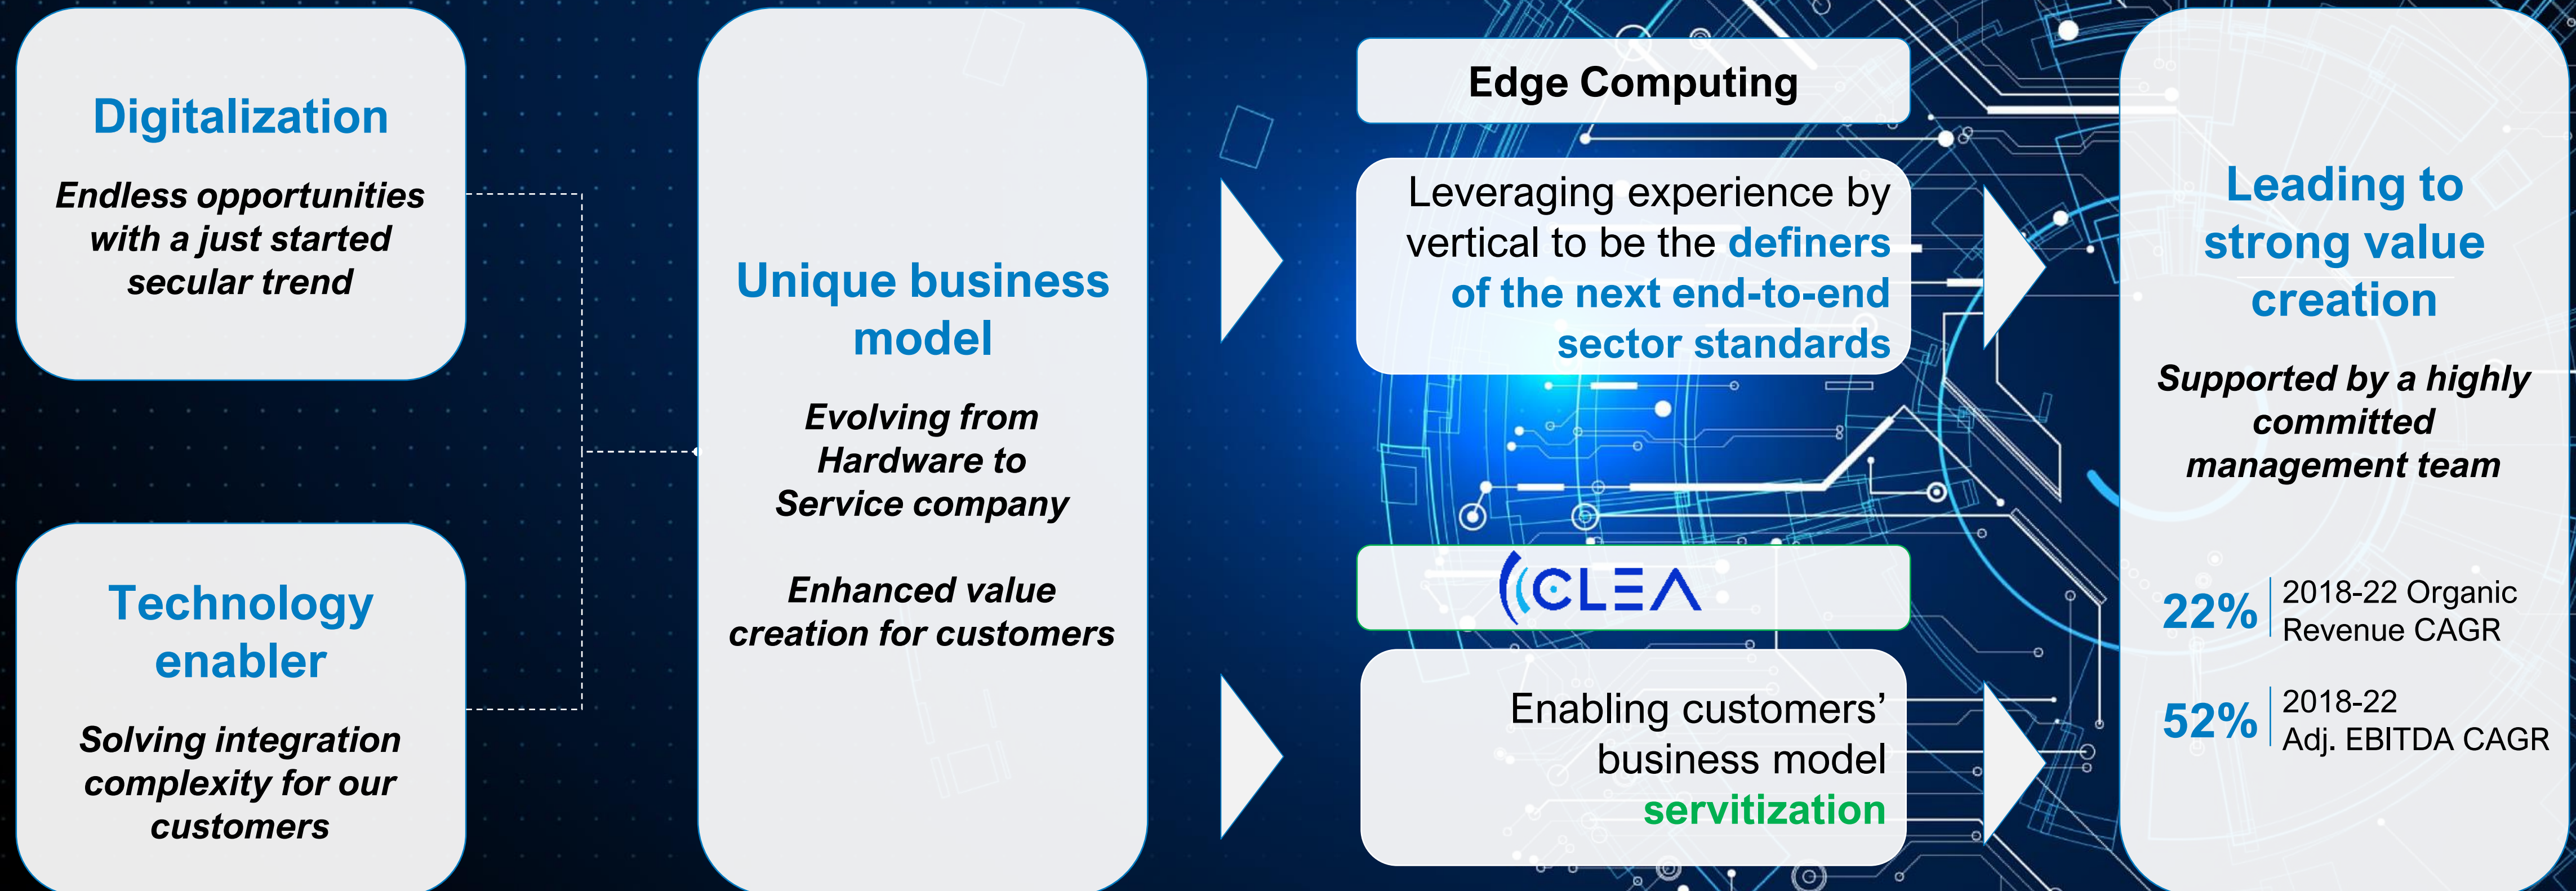 Digitalization
Endless opportunities
with a just started
secular trend
Technology
enabler
Solving integration
complexity for our
customers
Unique business
model
Evolving from
Hardware to
Service company
Enhanced value
creation for customers
Edge Computing
Leveraging experience by
vertical to be the definers
of the next end-to-end
sector standards
CLEA
Enabling customers’
business model
servitization
Leading to
strong value
creation
Supported by a highly
committed
management team
22%
2018-22 Organic
Revenue CAGR
52%
2018-22
Adj. EBITDA CAGR